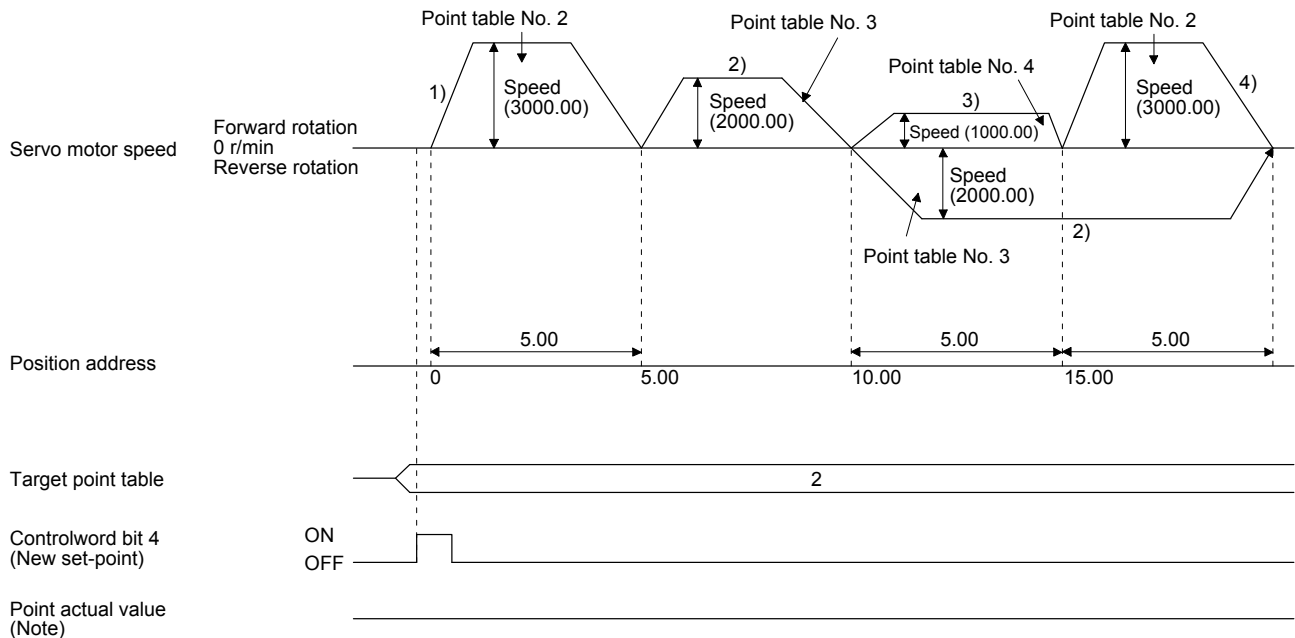 Point table No. 2
Point table No. 3
Point table No. 4
Point table No. 2
1)
Speed
(3000.00)
2)
Speed
(2000.00)
3)
Speed (1000.00)
Speed
(3000.00)
4)
Servo motor speed
Forward rotation
0 r/min
Reverse rotation
Speed
(2000.00)
2)
Point table No. 3
5.00
5.00
5.00
Position address
0
5.00
10.00
15.00
Target point table
2
Controlword bit 4
(New set-point)
ON
OFF
Point actual value
(Note)